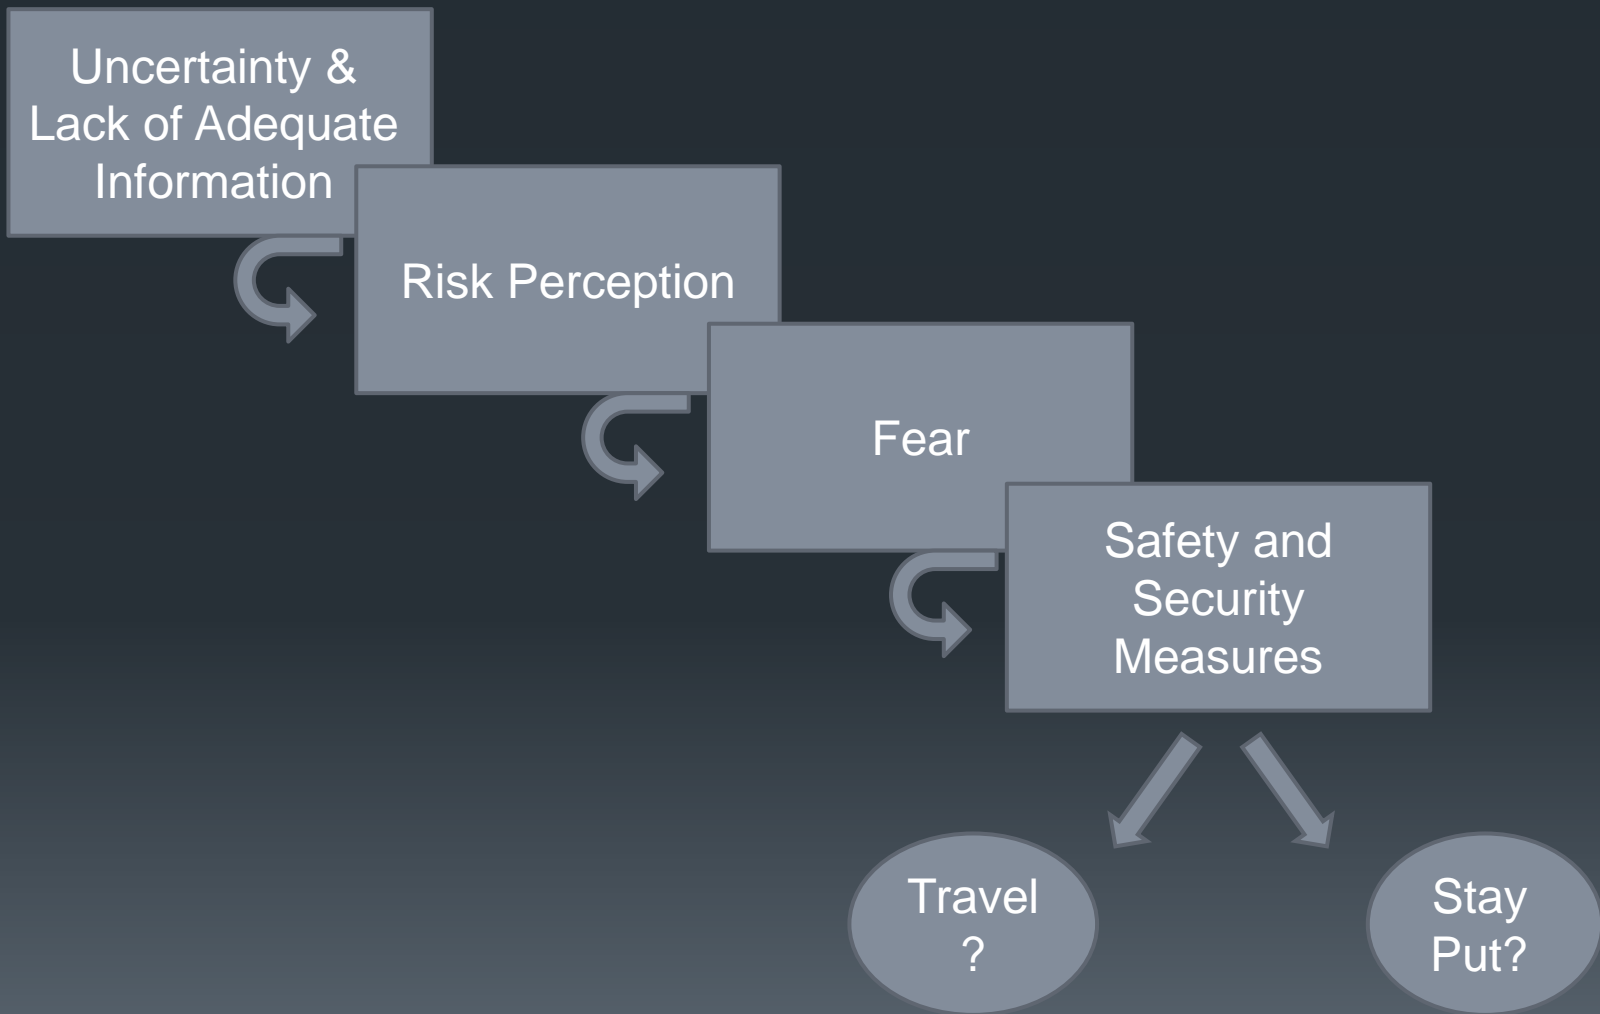 Uncertainty &
Lack of Adequate
Information
Risk Perception
Fear
Safety and
Security
Measures
Travel
?
Stay
Put?